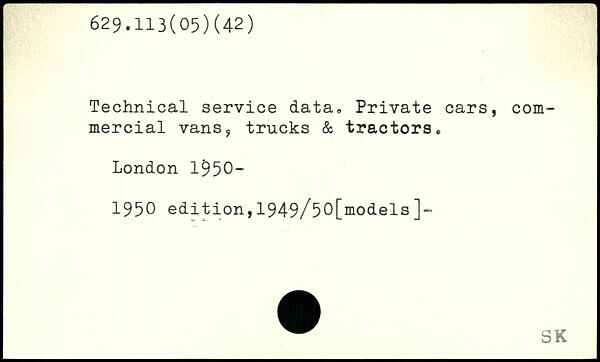 629.113(05)(42)
Technical service data. Private cars, com-
mercial vans, trucks & tractors.
London 1950-
1950 edition,1949/50[models]-
SK